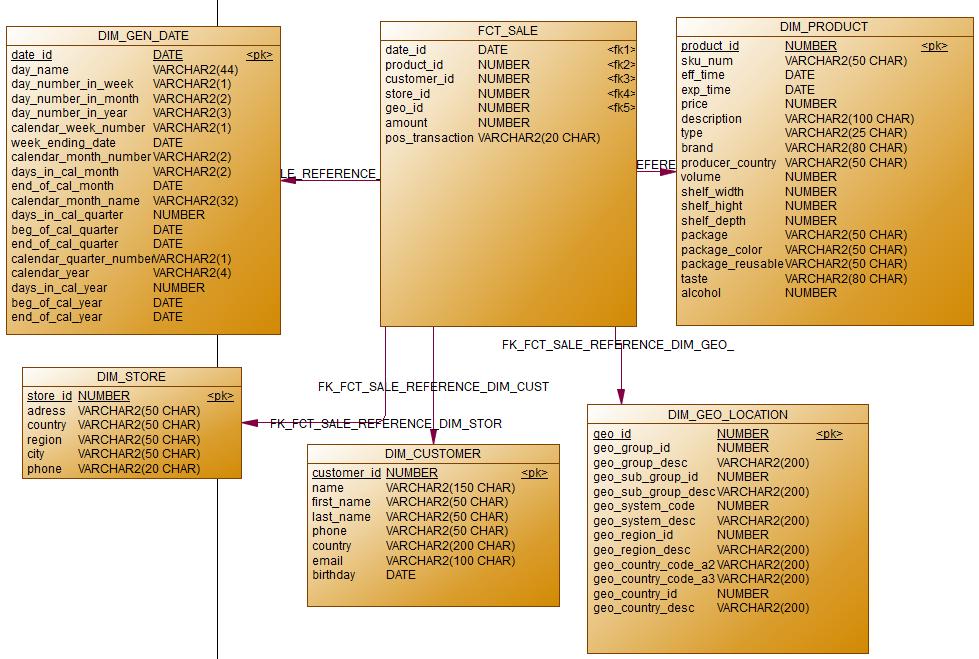 DIM_GEN_DATE
date_id DATE <pk>
day_name VARCHAR2(44)
day_number_in_week VARCHAR2(1)
day_number_in_month VARCHAR2(2)
day_number_in_year VARCHAR2(3)
calendar_week_number VARCHAR2(1)
week_ending_date DATE
calendar_month_number VARCHAR2(2)
days_in_cal_month VARCHAR2(2)
end_of_cal_month DATE
calendar_month_name VARCHAR2(32)
days_in_cal_quarter NUMBER
beg_of_cal_quarter DATE
end_of_cal_quarter DATE
calendar_quarter_number VARCHAR2(1)
calendar_year VARCHAR2(4)
days_in_cal_year NUMBER
beg_of_cal_year DATE
end_of_cal_year DATE
FCT_SALE
date_id DATE <fk1>
product_id NUMBER <fk2>
customer_id NUMBER <fk3>
store_id NUMBER <fk4>
geo_id NUMBER <fk5>
amount NUMBER
pos_transaction VARCHAR2(20 CHAR)
DIM_PRODUCT
product_id NUMBER <pk>
sku_num VARCHAR2(50 CHAR)
eff_time DATE
exp_time DATE
price NUMBER
description VARCHAR2(100 CHAR)
type VARCHAR2(25 CHAR)
brand VARCHAR2(80 CHAR)
producer_country VARCHAR2(50 CHAR)
volume NUMBER
shelf_width NUMBER
shelf_hight NUMBER
shelf_depth NUMBER
package VARCHAR2(50 CHAR)
package_color VARCHAR2(50 CHAR)
package_reusable VARCHAR2(50 CHAR)
taste VARCHAR2(80 CHAR)
alcohol NUMBER
LE_REFERENCE_
EFERE
FK_FCT_SALE_REFERENCE_DIM_GEO_
FK_FCT_SALE_REFERENCE_DIM_CUST
FK_FCT_SALE_REFERENCE_DIM_STOR
DIM_STORE
store_id NUMBER <pk>
adress VARCHAR2(50 CHAR)
country VARCHAR2(50 CHAR)
region VARCHAR2(50 CHAR)
city VARCHAR2(50 CHAR)
phone VARCHAR2(20 CHAR)
DIM_CUSTOMER
customer_id NUMBER <pk>
name VARCHAR2(150 CHAR)
first_name VARCHAR2(50 CHAR)
last_name VARCHAR2(50 CHAR)
phone VARCHAR2(50 CHAR)
country VARCHAR2(200 CHAR)
email VARCHAR2(100 CHAR)
birthday DATE
DIM_GEO_LOCATION
geo_id NUMBER <pk>
geo_group_id NUMBER
geo_group_desc VARCHAR2(200)
geo_sub_group_id NUMBER
geo_sub_group_desc VARCHAR2(200)
geo_system_code NUMBER
geo_system_desc VARCHAR2(200)
geo_region_id NUMBER
geo_region_desc VARCHAR2(200)
geo_country_code_a2 VARCHAR2(200)
geo_country_code_a3 VARCHAR2(200)
geo_country_id NUMBER
geo_country_desc VARCHAR2(200)